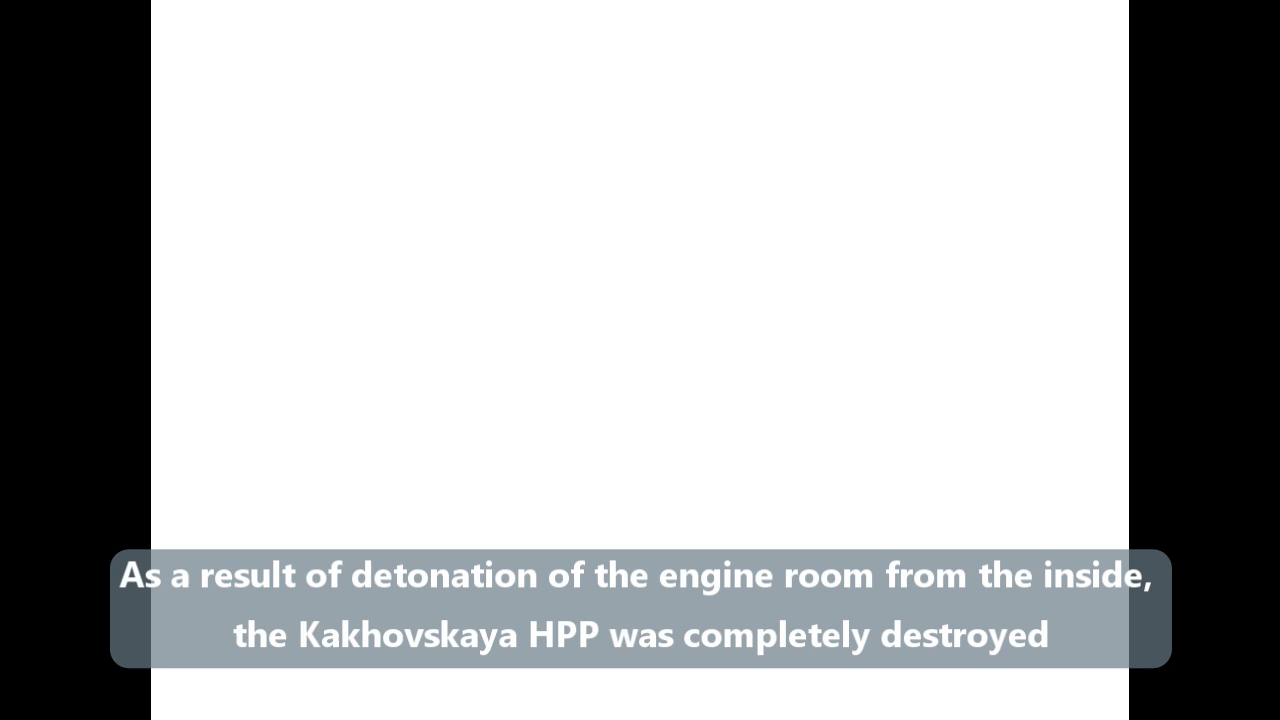 As a result of detonation of the engine room from the inside,
the Kakhovskaya HPP was completely destroyed